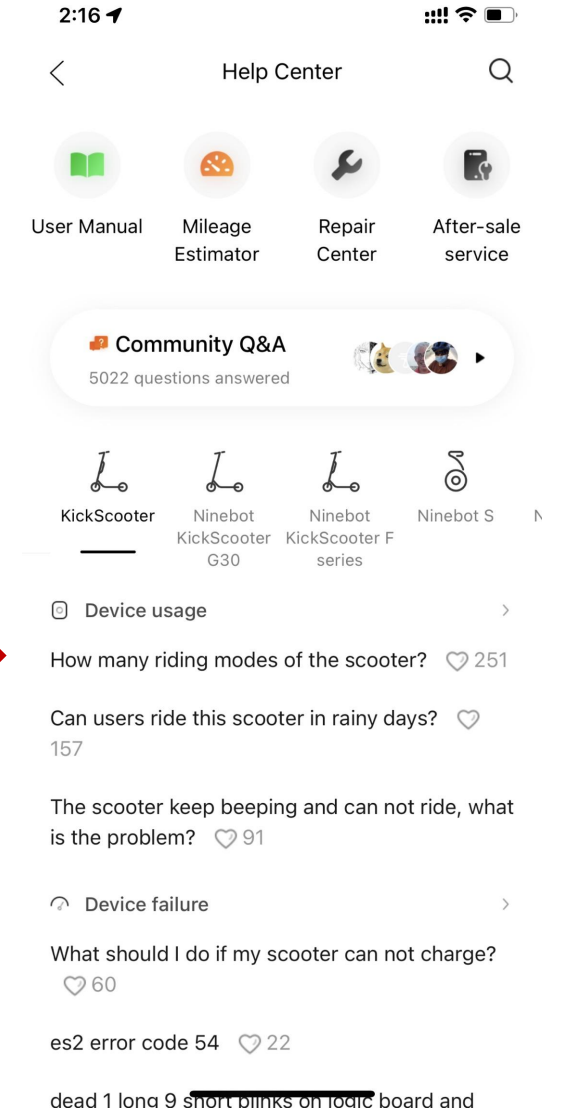 2:16
Help Center
User Manual
Mileage
Estimator
Repair
Center
After-sale
service
Community Q&A
5022 questions answered
KickScooter
Ninebot
KickScooter
G30
Ninebot
KickScooter F
series
Ninebot S
N
Device usage
How many riding modes of the scooter? 251
Can users ride this scooter in rainy days?
157
The scooter keep beeping and can not ride, what
is the problem? 91
Device failure
What should I do if my scooter can not charge?
60
es2 error code 54 22
dead 1 long 9 short blinks on logic board and